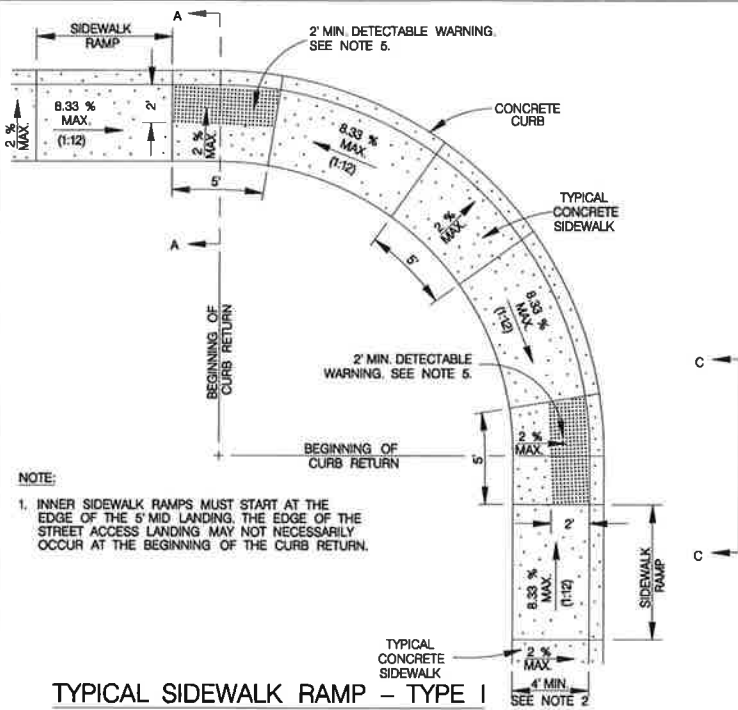 A
SIDEWALK
RAMP
2' MIN. DETECTABLE WARNING.
SEE NOTE 5.
CONCRETE
CURB
2 %
MAX.
8.33 %
MAX.
(1:12)
2'
2 %
MAX.
5'
8.33 %
MAX.
(1:12)
TYPICAL
CONCRETE
SIDEWALK
2 %
MAX.
A
5'
8.33 %
MAX.
(1:12)
BEGINNING OF
CURB RETURN
2' MIN. DETECTABLE
WARNING. SEE NOTE 5.
C
2 %
MAX.
5'
BEGINNING OF
CURB RETURN
NOTE:
1. INNER SIDEWALK RAMPS MUST START AT THE
EDGE OF THE 5' MID LANDING. THE EDGE OF THE
STREET ACCESS LANDING MAY NOT NECESSARILY
OCCUR AT THE BEGINNING OF THE CURB RETURN.
2'
8.33 %
MAX.
(1:12)
SIDEWALK
RAMP
C
TYPICAL
CONCRETE
SIDEWALK
2 %
MAX.
4' MIN.
SEE NOTE 2
TYPICAL SIDEWALK RAMP – TYPE I